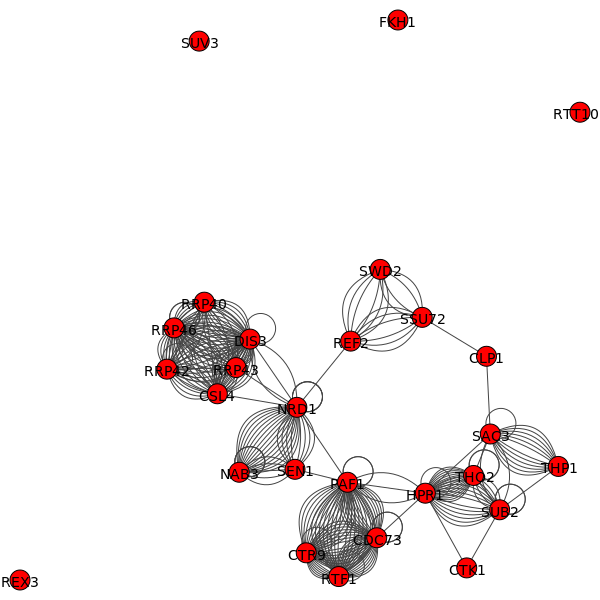 FKH1
SUV3
RTT10
SWD2
RRP40
SSU72
RRP46
DIS3
REF2
CLP1
RRP42
RRP43
CSL4
NRD1
SAC3
THP1
NAB3
SEN1
THO2
PAF1
HPR1
SUB2
CDC73
CTR9
CTK1
RTF1
REX3